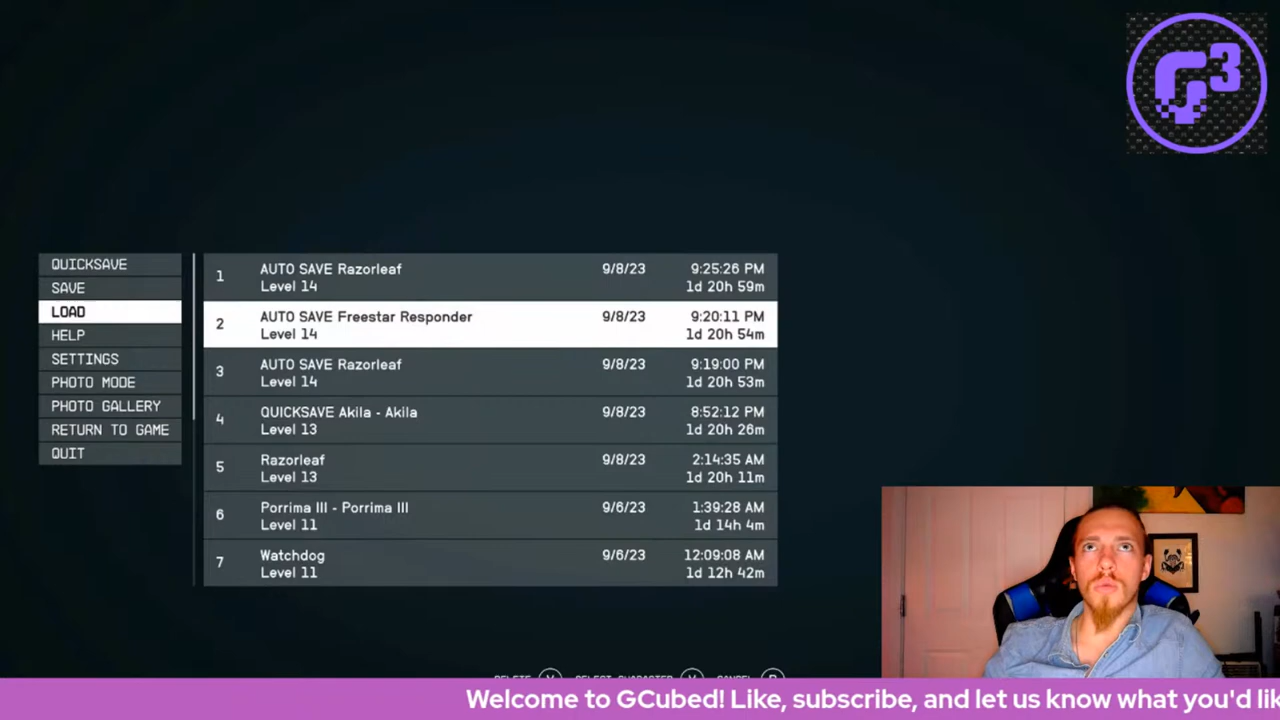 G3
QUICKSAVE
SAVE
LOAD
HELP
SETTINGS
PHOTO MODE
PHOTO GALLERY
RETURN TO GAME
QUIT
1 AUTO SAVE Razorleaf 9/8/23 9:25:26 PM
Level 14 1d 20h 59m
2 AUTO SAVE Freestar Responder 9/8/23 9:20:11 PM
Level 14 1d 20h 54m
3 AUTO SAVE Razorleaf 9/8/23 9:19:00 PM
Level 14 1d 20h 53m
4 QUICKSAVE Akila - Akila 9/8/23 8:52:12 PM
Level 13 1d 20h 26m
5 Razorleaf 9/8/23 2:14:35 AM
Level 13 1d 20h 11m
6 Porrima III - Porrima III 9/6/23 1:39:28 AM
Level 11 1d 14h 4m
7 Watchdog 9/6/23 12:09:08 AM
Level 11 1d 12h 42m
DELETE SELECT CHARACTER CANCEL
Welcome to GCubed! Like, subscribe, and let us know what you'd lik